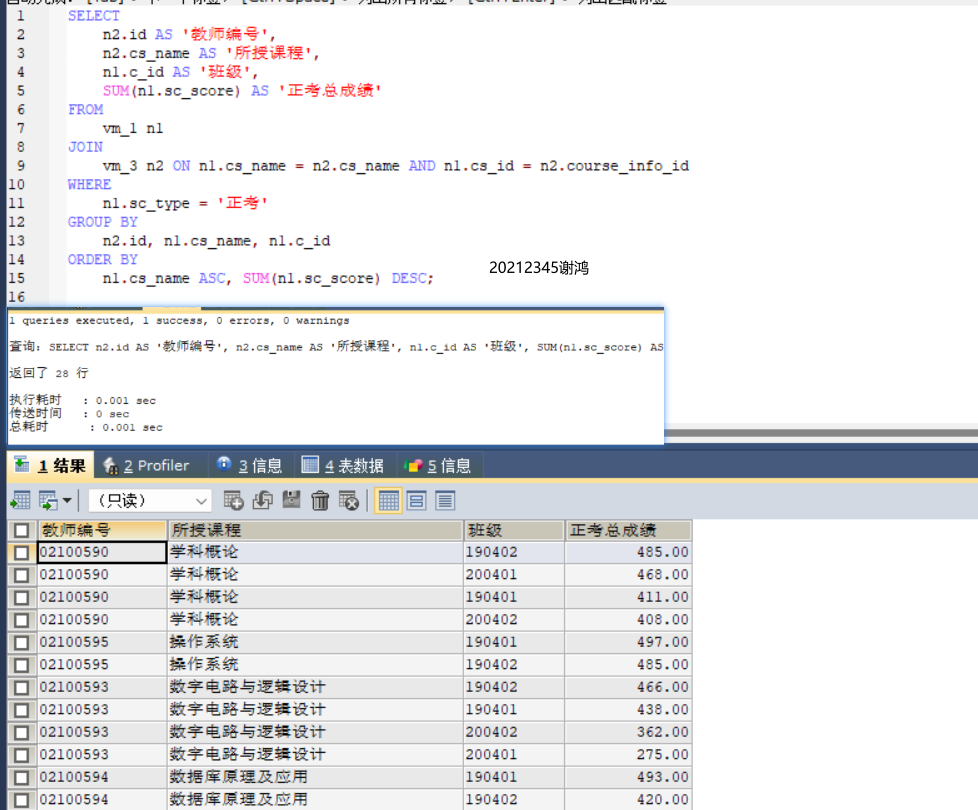 1 SELECT
2 n2.id AS '教师编号',
3 n2.cs_name AS '所授课程',
4 n1.c_id AS '班级',
5 SUM(n1.sc_score) AS '正考总成绩'
6 FROM
7 vm_1 n1
8 JOIN
9 vm_3 n2 ON n1.cs_name = n2.cs_name AND n1.cs_id = n2.course_info_id
10 WHERE
11 n1.sc_type = '正考'
12 GROUP BY
13 n2.id, n1.cs_name, n1.c_id
14 ORDER BY
20212345谢鸿
15 n1.cs_name ASC, SUM(n1.sc_score) DESC;
16
1 queries executed, 1 success, 0 errors, 0 warnings
查询: SELECT n2.id AS '教师编号', n2.cs_name AS '所授课程', n1.c_id AS '班级', SUM(n1.sc_score) AS
返回了 28 行
执行耗时 : 0.001 sec
传送时间 : 0 sec
总耗时 : 0.001 sec
1 结果 2 Profiler 3 信息 4 表数据 5 信息
(只读)
教师编号 所授课程 班级 正考总成绩
02100590 学科概论 190402 485.00
02100590 学科概论 200401 468.00
02100590 学科概论 190401 411.00
02100590 学科概论 200402 408.00
02100595 操作系统 190401 497.00
02100595 操作系统 190402 485.00
02100593 数字电路与逻辑设计 190402 466.00
02100593 数字电路与逻辑设计 190401 438.00
02100593 数字电路与逻辑设计 200402 362.00
02100593 数字电路与逻辑设计 200401 275.00
02100594 数据库原理及应用 190401 493.00
02100594 数据库原理及应用 190402 420.00